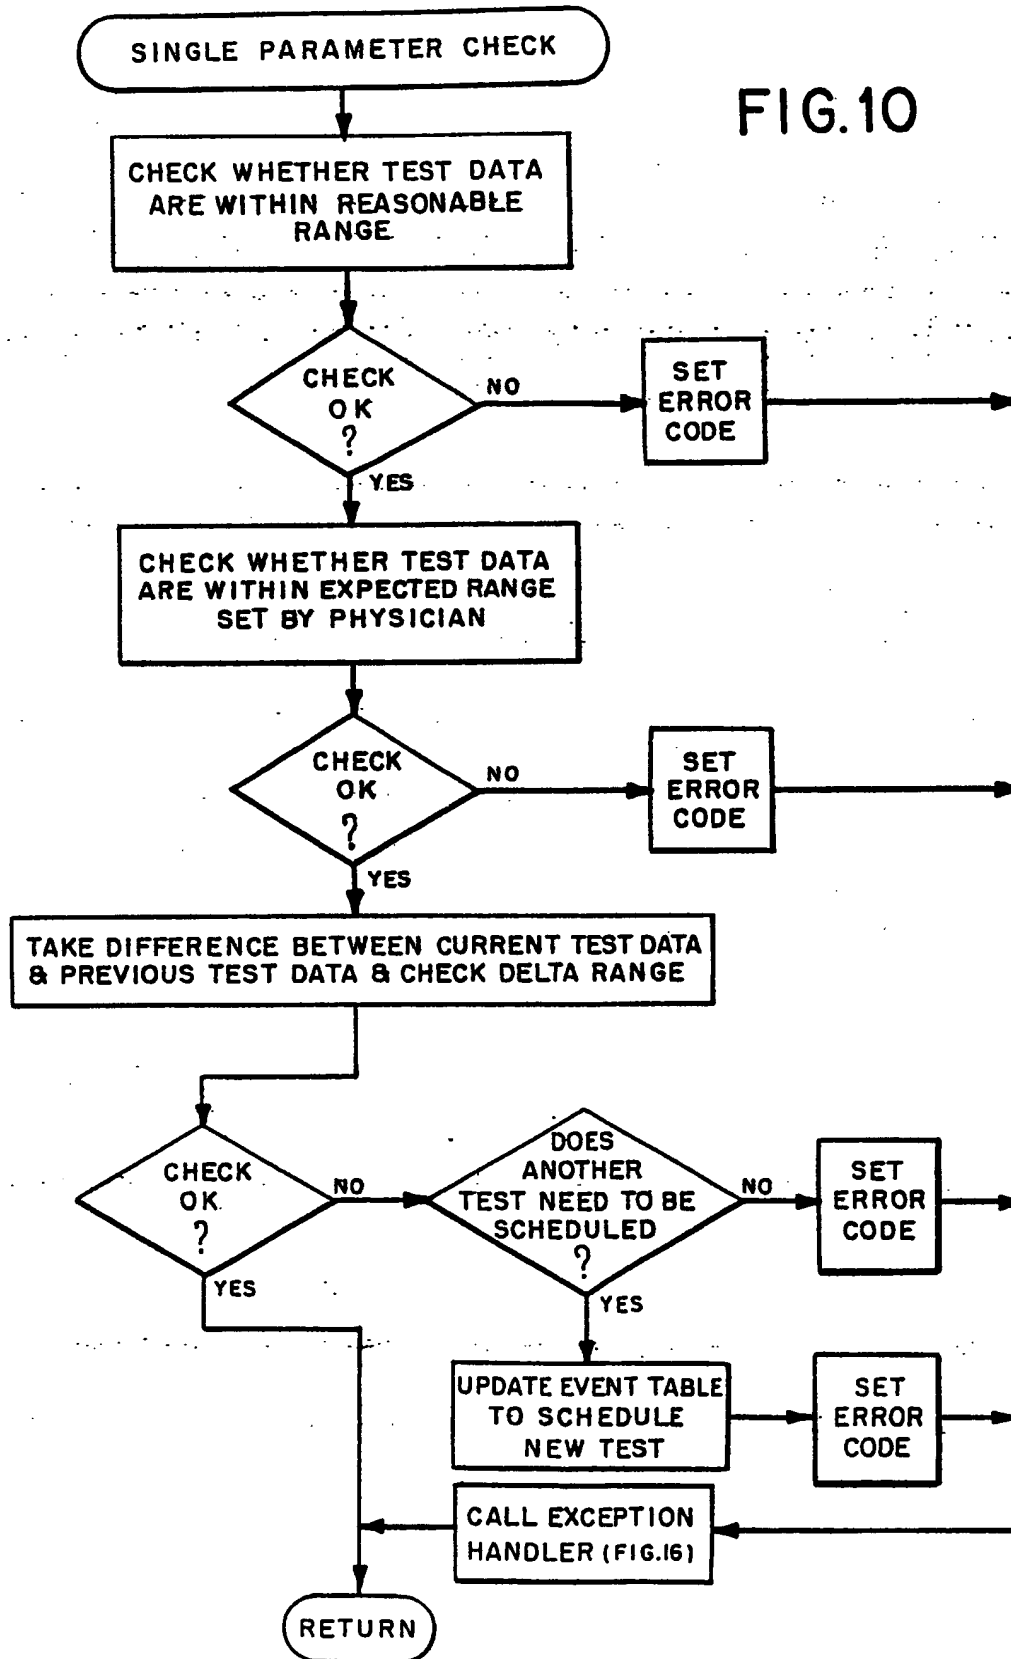 SINGLE PARAMETER CHECK
FIG.10
CHECK WHETHER TEST DATA
ARE WITHIN REASONABLE
RANGE
CHECK
OK
?
NO
SET
ERROR
CODE
YES
CHECK WHETHER TEST DATA
ARE WITHIN EXPECTED RANGE
SET BY PHYSICIAN
CHECK
OK
?
NO
SET
ERROR
CODE
YES
TAKE DIFFERENCE BETWEEN CURRENT TEST DATA
& PREVIOUS TEST DATA & CHECK DELTA RANGE
CHECK
OK
?
NO
YES
DOES
ANOTHER
TEST NEED TO BE
SCHEDULED
?
NO
SET
ERROR
CODE
YES
UPDATE EVENT TABLE
TO SCHEDULE
NEW TEST
SET
ERROR
CODE
CALL EXCEPTION
HANDLER (FIG.16)
RETURN